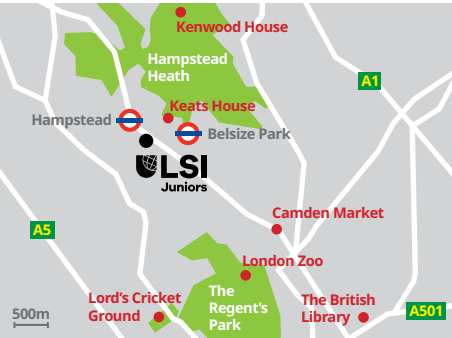 Kenwood House
Hampstead
Heath
A1
Keats House
Hampstead
Belsize Park
ULSI
Juniors
Camden Market
A5
London Zoo
Lord's Cricket
Ground
The
Regent's
Park
The British
Library
A501
500m